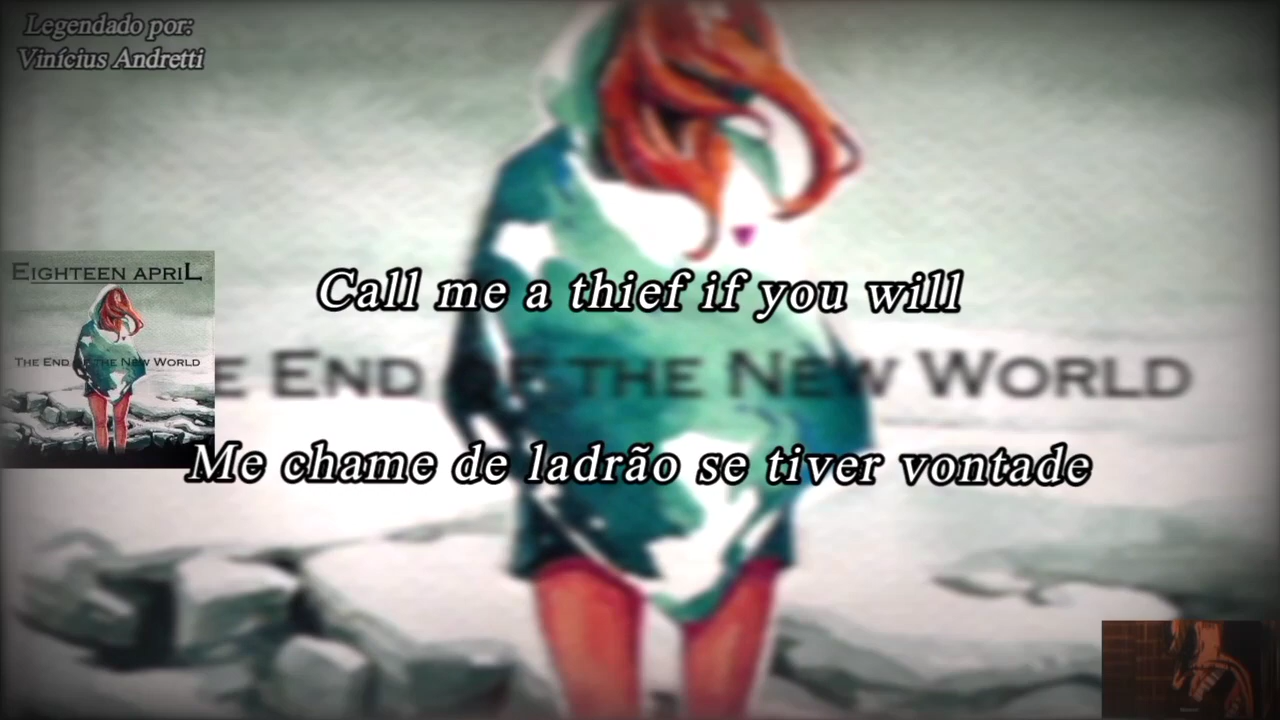 Legendado por:
Vinícius Andretti
EIGHTEEN APRIL
THE END OF THE NEW WORLD
Call me a thief if you will
E END OF THE NEW WORLD
Me chame de ladrão se tiver vontade